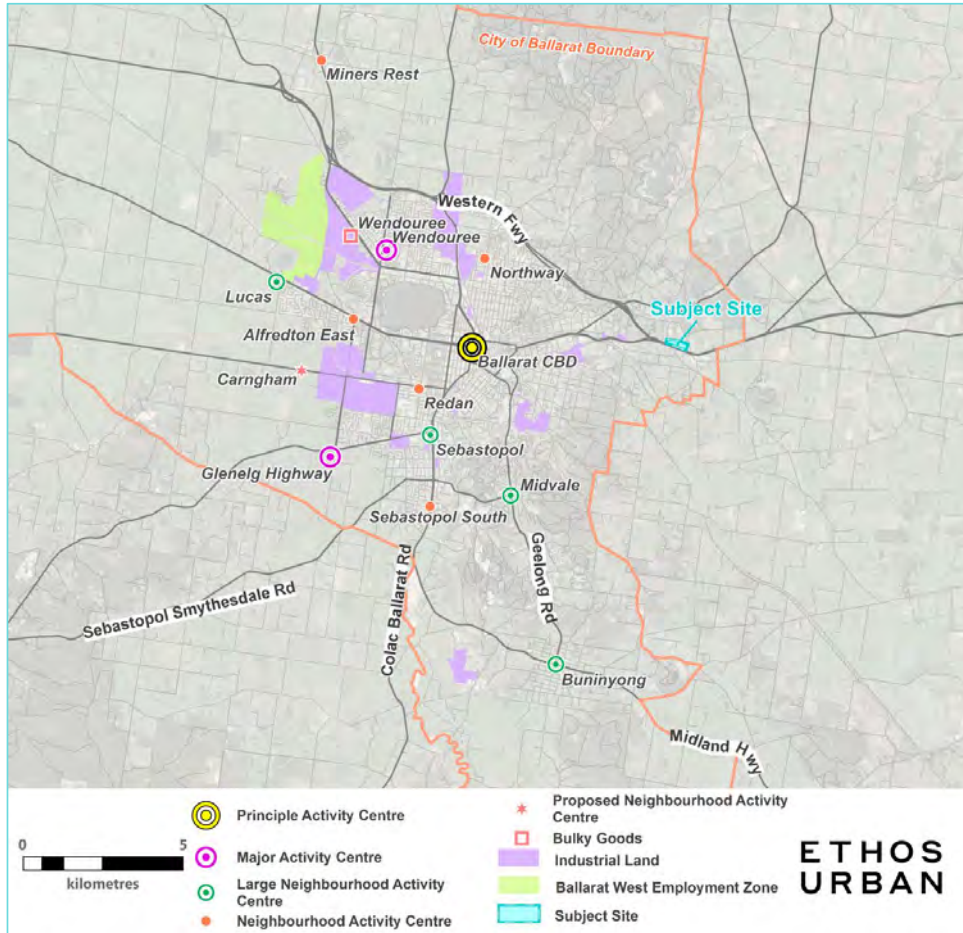 City of Ballarat Boundary
Miners Rest
Western Fwy
Wendouree
Wendouree
Northway
Lucas
Subject Site
Alfredton East
Ballarat CBD
Carngham
Redan
Sebastopol
Glenelg Highway
Midvale
Sebastopol South
Geelong Rd
Colac Ballarat Rd
Sebastopol Smythesdale Rd
Buninyong
Midland Hwy
0 5
kilometres
Principle Activity Centre
Major Activity Centre
Large Neighbourhood Activity
Centre
Neighbourhood Activity Centre
Proposed Neighbourhood Activity
Centre
Bulky Goods
Industrial Land
Ballarat West Employment Zone
Subject Site
ETHOS
URBAN